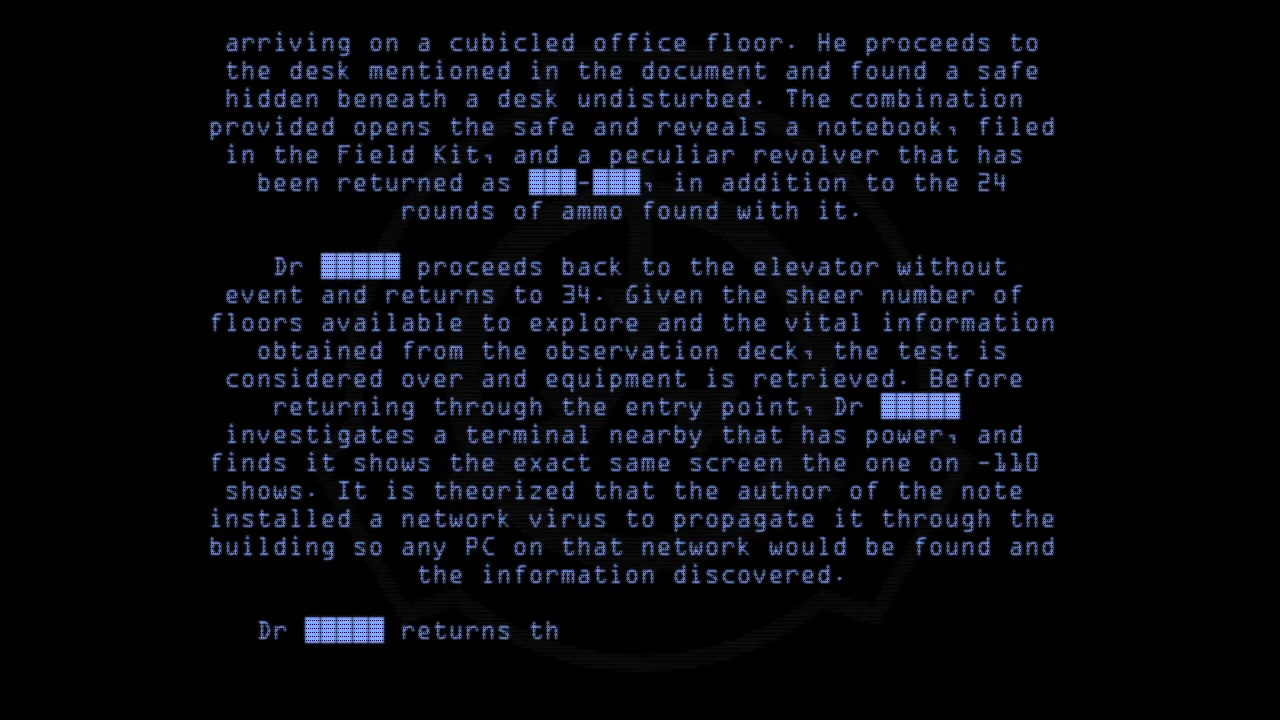 arriving on a cubicled office floor. He proceeds to
the desk mentioned in the document and found a safe
hidden beneath a desk undisturbed. The combination
provided opens the safe and reveals a notebook, filed
in the Field Kit, and a peculiar revolver that has
been returned as ███-███, in addition to the 24
rounds of ammo found with it.
Dr █████ proceeds back to the elevator without
event and returns to 34. Given the sheer number of
floors available to explore and the vital information
obtained from the observation deck, the test is
considered over and equipment is retrieved. Before
returning through the entry point, Dr █████
investigates a terminal nearby that has power, and
finds it shows the exact same screen the one on -110
shows. It is theorized that the author of the note
installed a network virus to propagate it through the
building so any PC on that network would be found and
the information discovered.
Dr █████ returns th